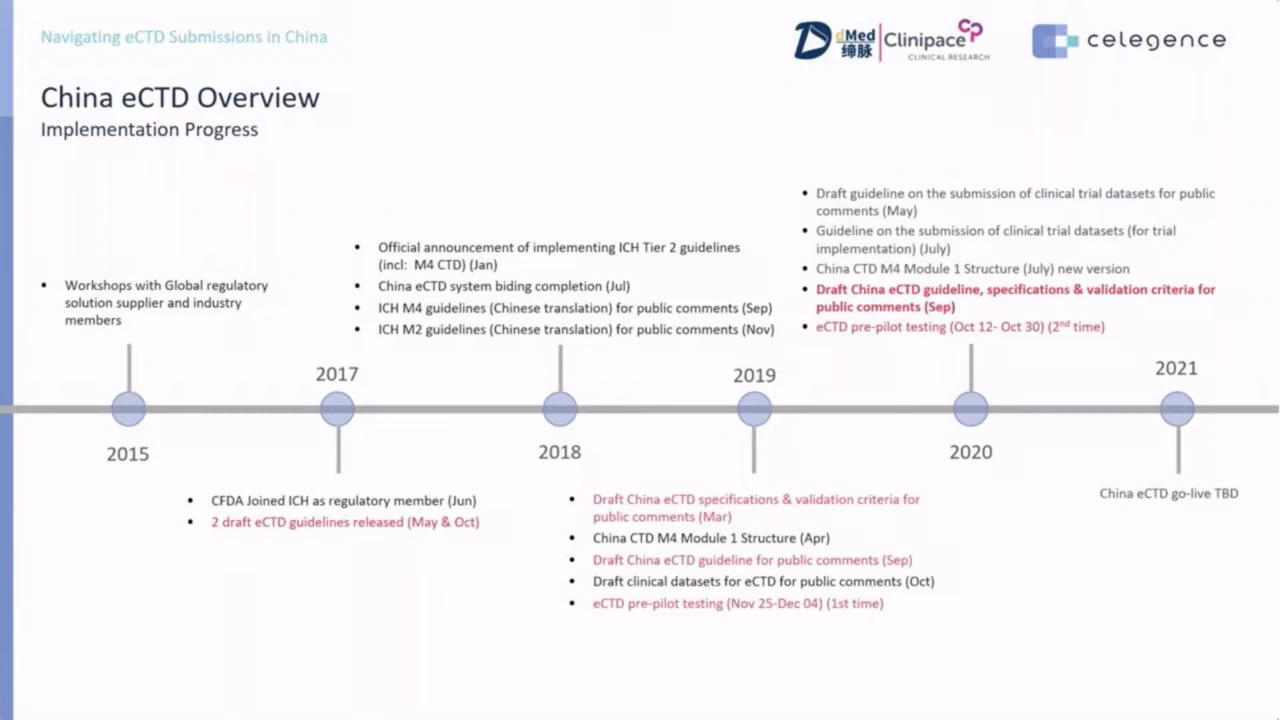 Navigating eCTD Submissions in China
dMed
缔脉
Clinipace
CP
CLINICAL RESEARCH
celegence
China eCTD Overview
Implementation Progress
• Workshops with Global regulatory
solution supplier and industry
members
2015
2017
• CFDA Joined ICH as regulatory member (Jun)
• 2 draft eCTD guidelines released (May & Oct)
• Official announcement of implementing ICH Tier 2 guidelines
(incl: M4 CTD) (Jan)
• China eCTD system biding completion (Jul)
• ICH M4 guidelines (Chinese translation) for public comments (Sep)
• ICH M2 guidelines (Chinese translation) for public comments (Nov)
2018
2019
• Draft China eCTD specifications & validation criteria for
public comments (Mar)
• China CTD M4 Module 1 Structure (Apr)
• Draft China eCTD guideline for public comments (Sep)
• Draft clinical datasets for eCTD for public comments (Oct)
• eCTD pre-pilot testing (Nov 25-Dec 04) (1st time)
• Draft guideline on the submission of clinical trial datasets for public
comments (May)
• Guideline on the submission of clinical trial datasets (for trial
implementation) (July)
• China CTD M4 Module 1 Structure (July) new version
• Draft China eCTD guideline, specifications & validation criteria for
public comments (Sep)
• eCTD pre-pilot testing (Oct 12- Oct 30) (2nd time)
2020
2021
China eCTD go-live TBD